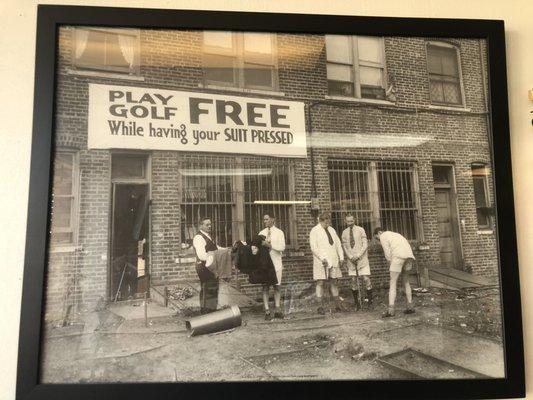 PLAY
GOLF FREE
While having your SUIT PRESSED